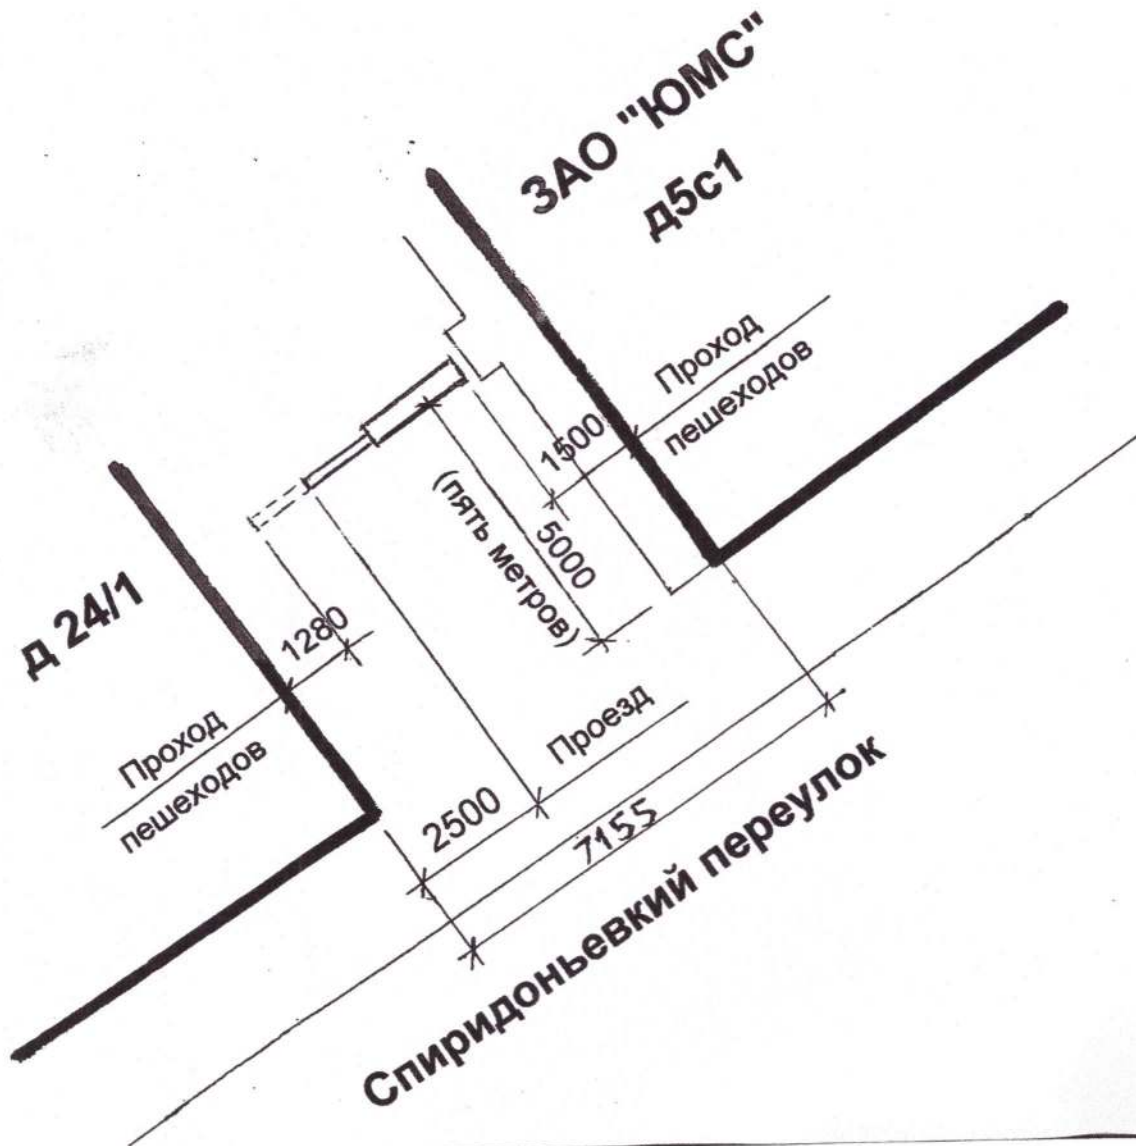 ЗАО "ЮМС"
д5с1
Проход
пешеходов
1500
5000
(пять метров)
д 24/1
1280
Проход
пешеходов
Проезд
2500
7155
Спиридоньевкий переулок